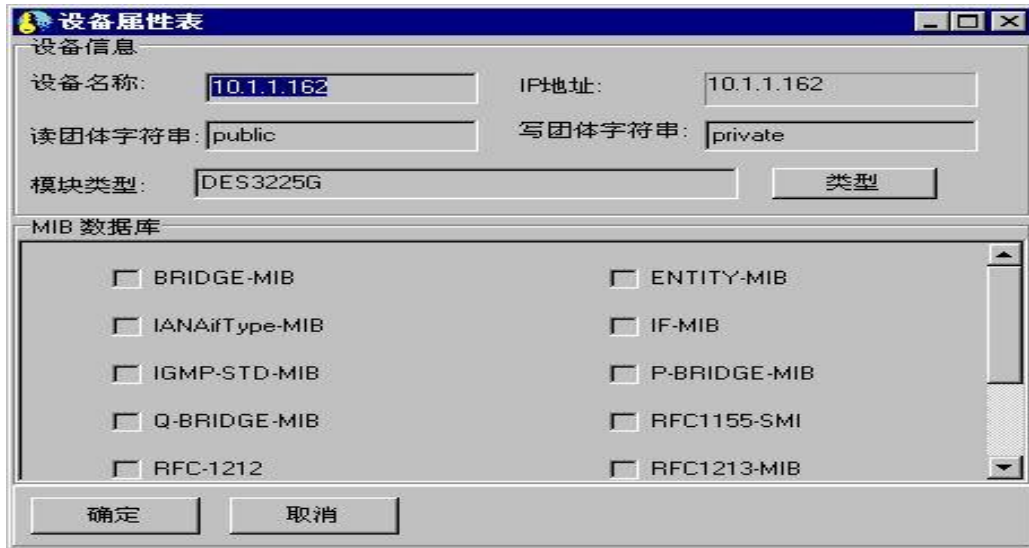 设备属性表
设备信息
设备名称: 10.1.1.162 IP地址: 10.1.1.162
读团体字符串: public 写团体字符串: private
模块类型: DES3225G 类型
MIB 数据库
BRIDGE-MIB ENTITY-MIB
IANAifType-MIB IF-MIB
IGMP-STD-MIB P-BRIDGE-MIB
Q-BRIDGE-MIB RFC1155-SMI
RFC-1212 RFC1213-MIB
确定 取消